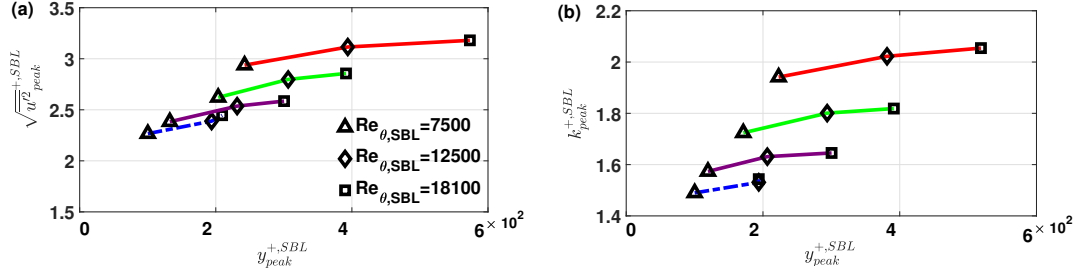 (a)
3.5
3
2.5
2
1.5
0
2
4
6
× 10²
√u'² peak +,SBL
y peak +,SBL
Re θ,SBL =7500
Re θ,SBL =12500
Re θ,SBL =18100
(b)
2.2
2
1.8
1.6
1.4
0
2
4
6
× 10²
k peak +,SBL
y peak +,SBL